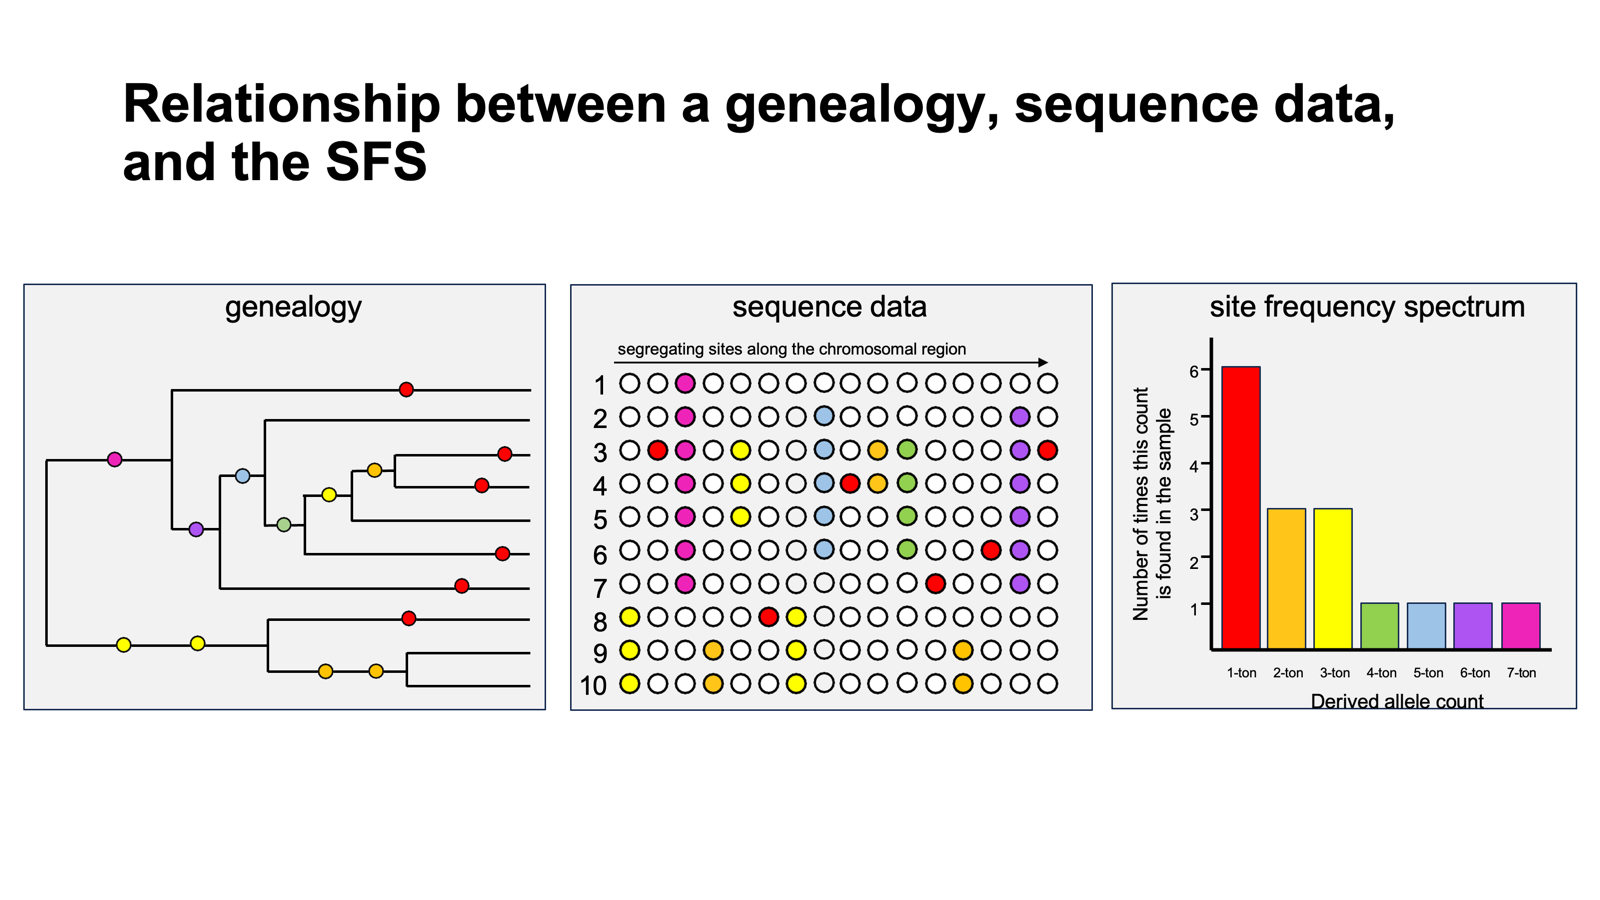 Relationship between a genealogy, sequence data,
and the SFS
genealogy
sequence data
segregating sites along the chromosomal region
1
2
3
4
5
6
7
8
9
10
site frequency spectrum
Number of times this count
is found in the sample
6
5
4
3
2
1
1-ton 2-ton 3-ton 4-ton 5-ton 6-ton 7-ton
Derived allele count